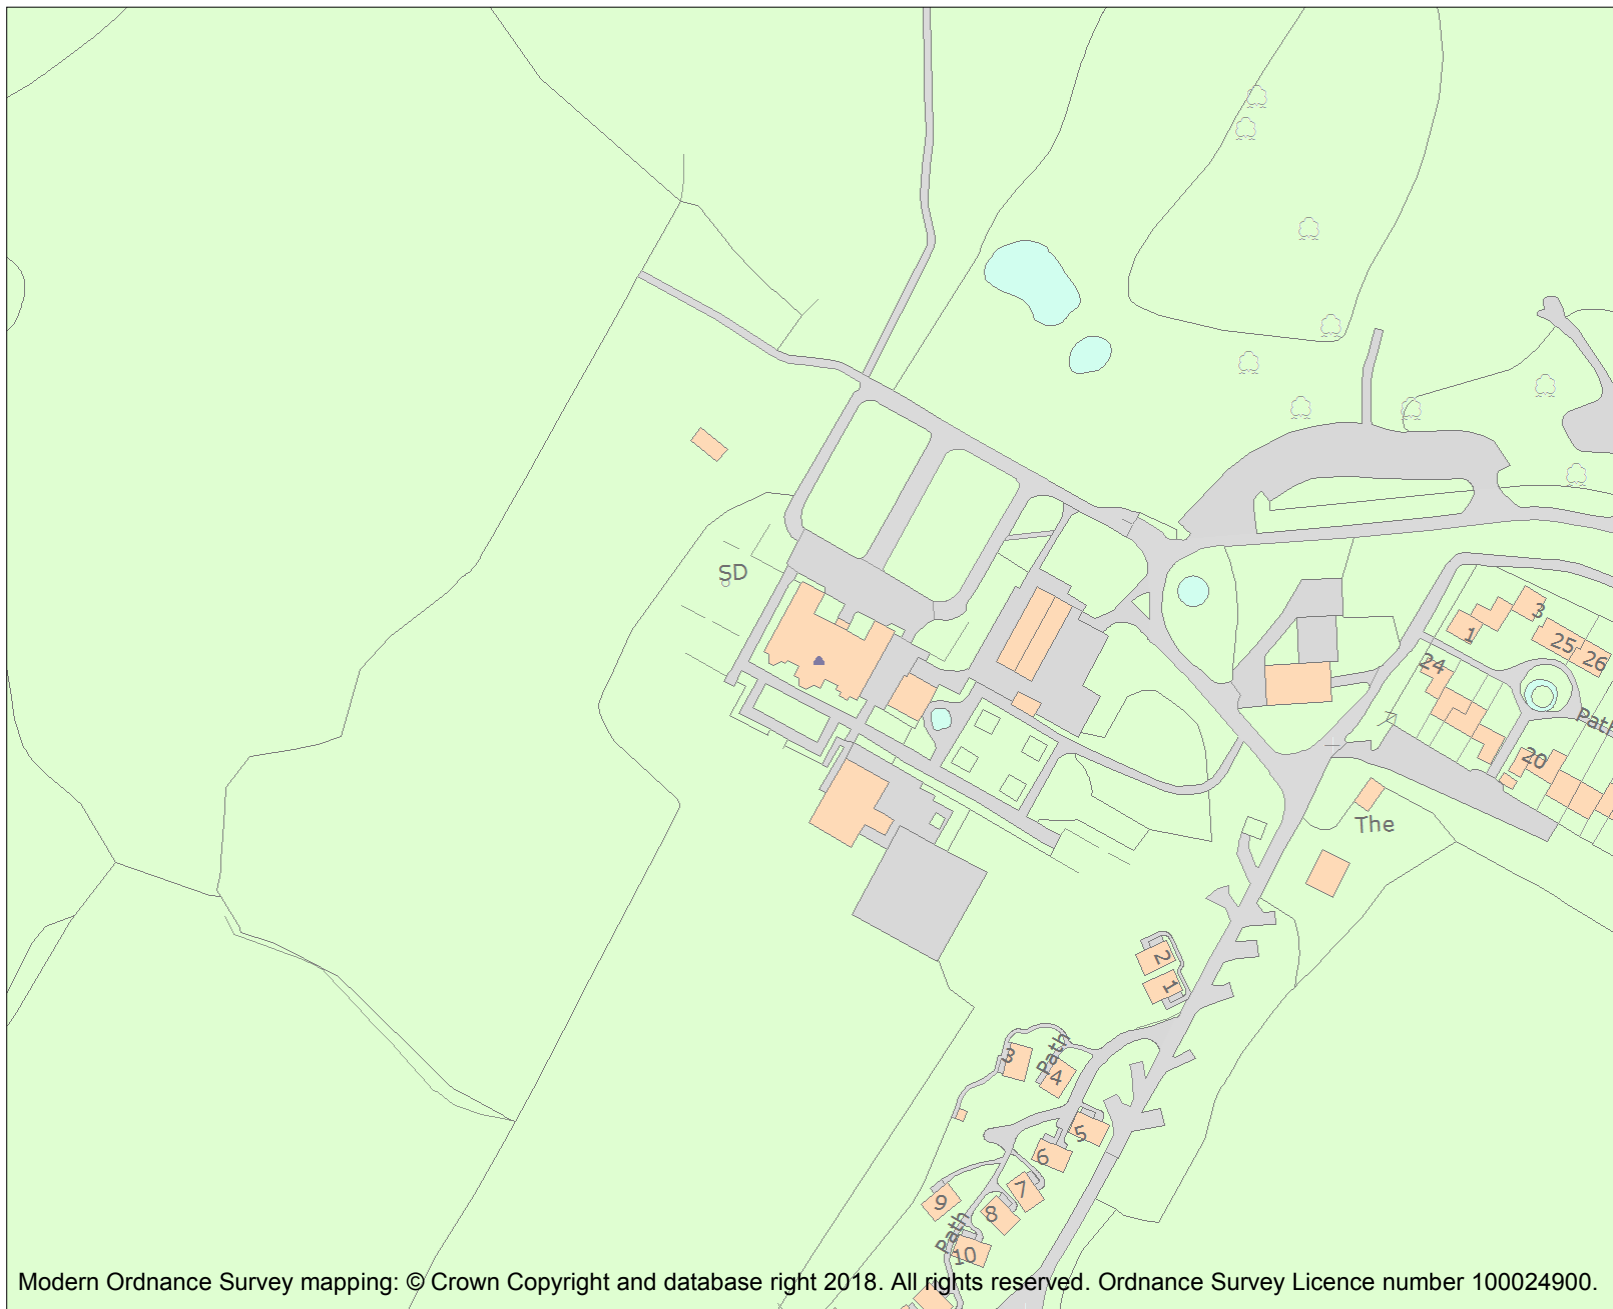 SD
3
1
25
26
24
Path
20
The
2
1
3
Path
4
5
6
7
9
8
Path
10
Modern Ordnance Survey mapping: © Crown Copyright and database right 2018. All rights reserved. Ordnance Survey Licence number 100024900.